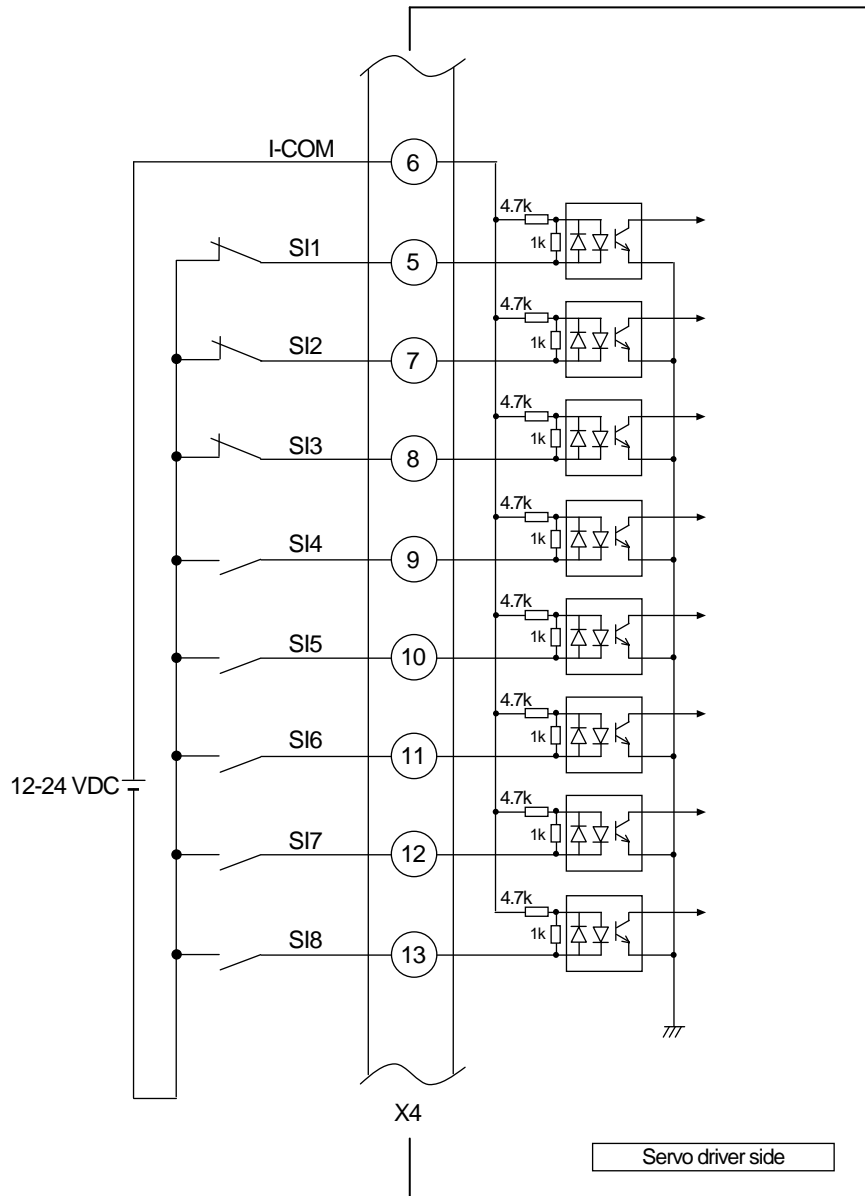 I-COM
6
4.7k
1k
SI1
5
4.7k
1k
SI2
7
4.7k
1k
SI3
8
4.7k
1k
SI4
9
4.7k
1k
SI5
10
4.7k
1k
SI6
11
12-24 VDC
4.7k
1k
SI7
12
4.7k
1k
SI8
13
X4
Servo driver side